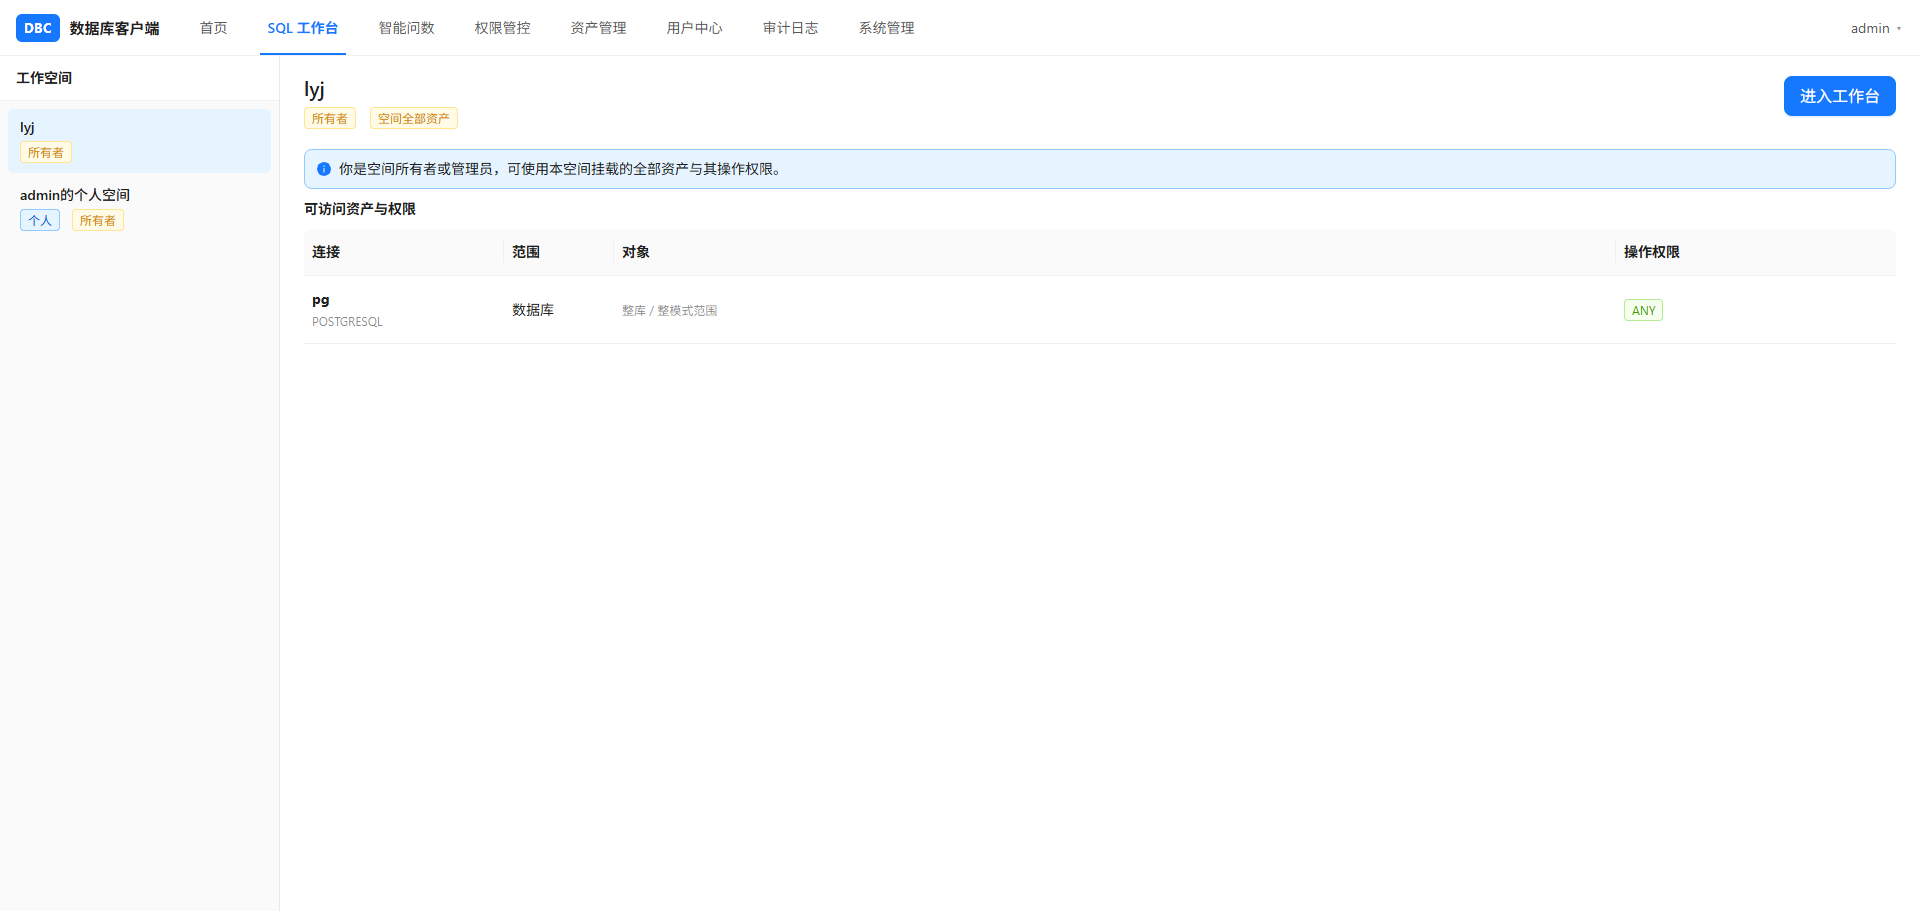 DBC 数据库客户端 首页 SQL 工作台 智能问数 权限管控 资产管理 用户中心 审计日志 系统管理 admin
工作空间
lyj
所有者
admin的个人空间
个人 所有者
lyj
所有者 空间全部资产
进入工作台
你是空间所有者或管理员，可使用本空间挂载的全部资产与其操作权限。
可访问资产与权限
连接 范围 对象 操作权限
pg
POSTGRESQL
数据库 整库 / 整模式范围 ANY